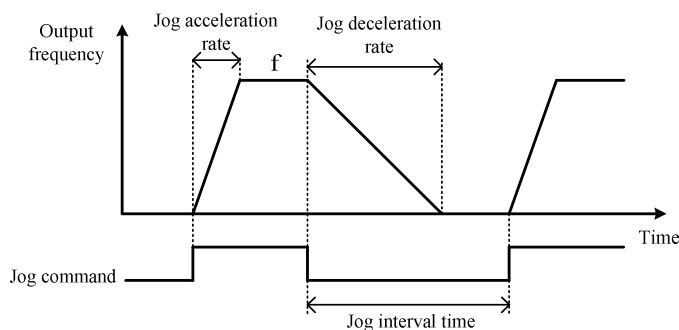 Jog acceleration
rate
Jog deceleration
rate
Output
frequency
f
Time
Jog command
Jog interval time